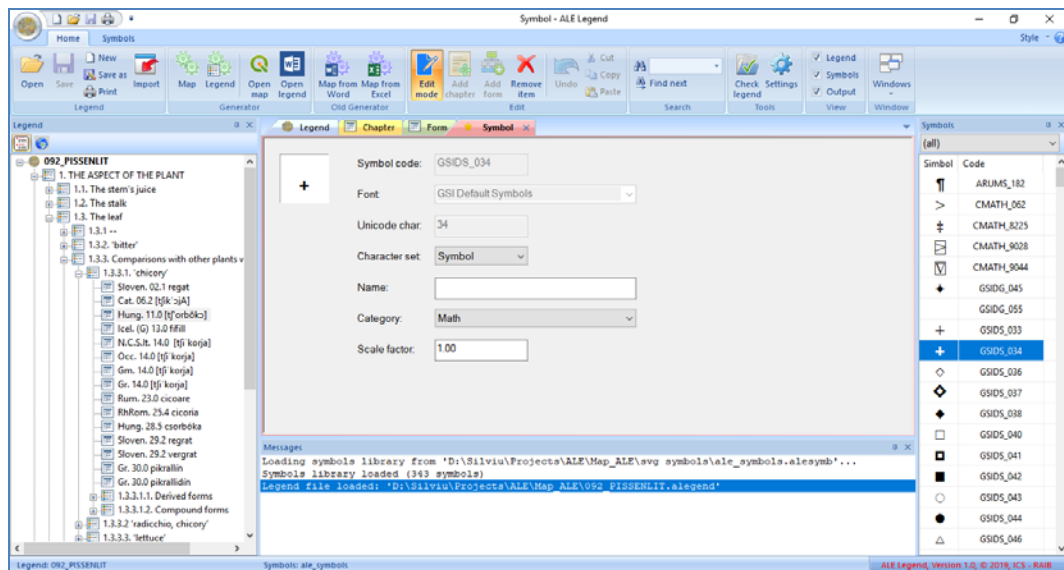 Symbol - ALE Legend
Home Symbols
Style
Open Save New Save as Print Import
Legend
Map Legend Open map Open legend
Generator
Map from Word Map from Excel
Old Generator
Edit mode Add chapter Add form Remove item Undo Cut Copy Paste
Edit
Find next
Search
Check legend Settings
Tools
Legend Symbols Output
View
Windows
Window
Legend
092_PISSENLIT
1. THE ASPECT OF THE PLANT
1.1. The stem's juice
1.2. The stalk
1.3. The leaf
1.3.1 --
1.3.2. 'bitter'
1.3.3. Comparisons with other plants v
1.3.3.1. 'chicory'
Sloven. 02.1 regat
Cat. 06.2
Hung. 11.0
Icel. (G) 13.0 fifill
N.C.S.It. 14.0 [tʃi korja]
Occ. 14.0 [tʃi korja]
Gm. 14.0 [tʃi korja]
Gr. 14.0 [tʃi korja]
Rum. 23.0 cicoare
RhRom. 25.4 cicoria
Hung. 28.5 csorbóka
Sloven. 29.2 regrat
Sloven. 29.2 vergrat
Gr. 30.0 pikrallín
Gr. 30.0 pikrallídin
1.3.3.1.1. Derived forms
1.3.3.1.2. Compound forms
1.3.3.2 'radicchio, chicory'
1.3.3.3. 'lettuce'
Legend Chapter Form Symbol
Symbol code: GSIDS_034
Font: GSI Default Symbols
Unicode char: 34
Character set: Symbol
Name:
Category: Math
Scale factor: 1.00
Messages
Loading symbols library from 'D:\Silviu\Projects\ALE\Map_ALE\svg symbols\ale_symbols.alesymb'...
Symbols library loaded (343 symbols)
Legend file loaded: 'D:\Silviu\Projects\ALE\Map_ALE\092_PISSENLIT.alegend'
Symbols
(all)
Simbol Code
¶ ARUMS_182
> CMATH_062
‡ CMATH_8225
CMATH_9028
CMATH_9044
GSIDG_045
GSIDG_055
GSIDS_033
GSIDS_034
GSIDS_036
GSIDS_037
GSIDS_038
GSIDS_040
GSIDS_041
GSIDS_042
GSIDS_043
GSIDS_044
GSIDS_046
Legend: 092_PISSENLIT
Symbols: ale_symbols
ALE Legend, Version 1.0, © 2019, ICS - RAIB